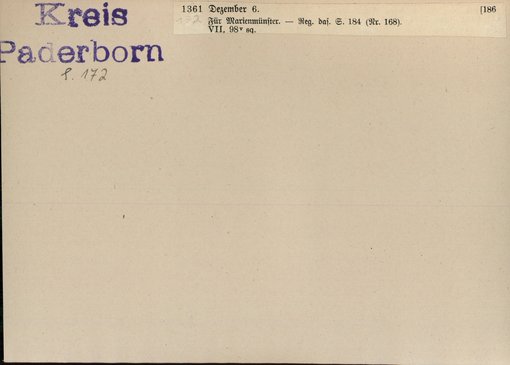 Kreis
Paderborn
S. 172
1361 Dezember 6. [186
Für Marienmünster. — Reg. das. S. 184 (Nr. 168).
VII, 98ᵛ sq.